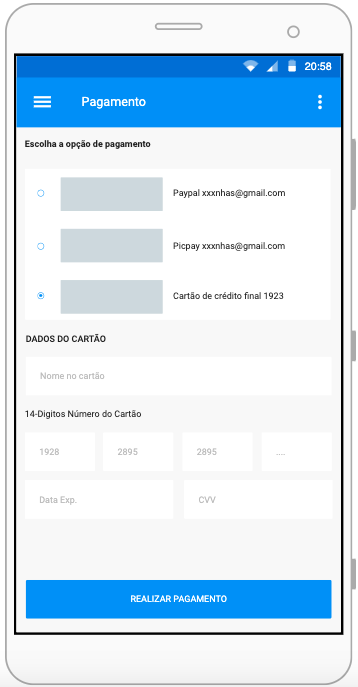 20:58
Pagamento
Escolha a opção de pagamento
Paypal xxxnhas@gmail.com
Picpay xxxnhas@gmail.com
Cartão de crédito final 1923
DADOS DO CARTÃO
Nome no cartão
14-Digitos Número do Cartão
1928 2895 2895 ....
Data Exp. CVV
REALIZAR PAGAMENTO